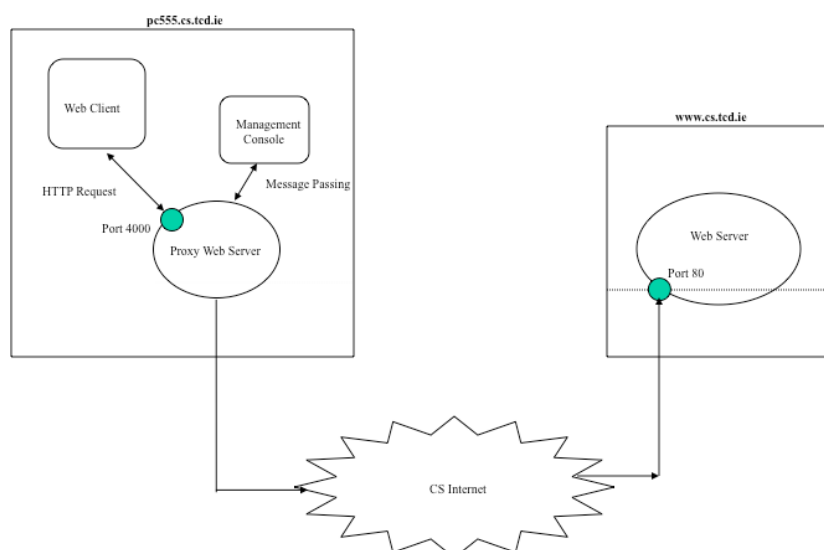 pc555.cs.tcd.ie
Web Client
Management
Console
HTTP Request
Message Passing
Port 4000
Proxy Web Server
www.cs.tcd.ie
Web Server
Port 80
CS Internet